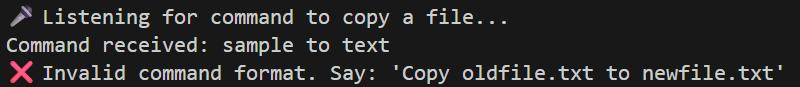 🎤 Listening for command to copy a file...
Command received: sample to text
❌ Invalid command format. Say: 'Copy oldfile.txt to newfile.txt'